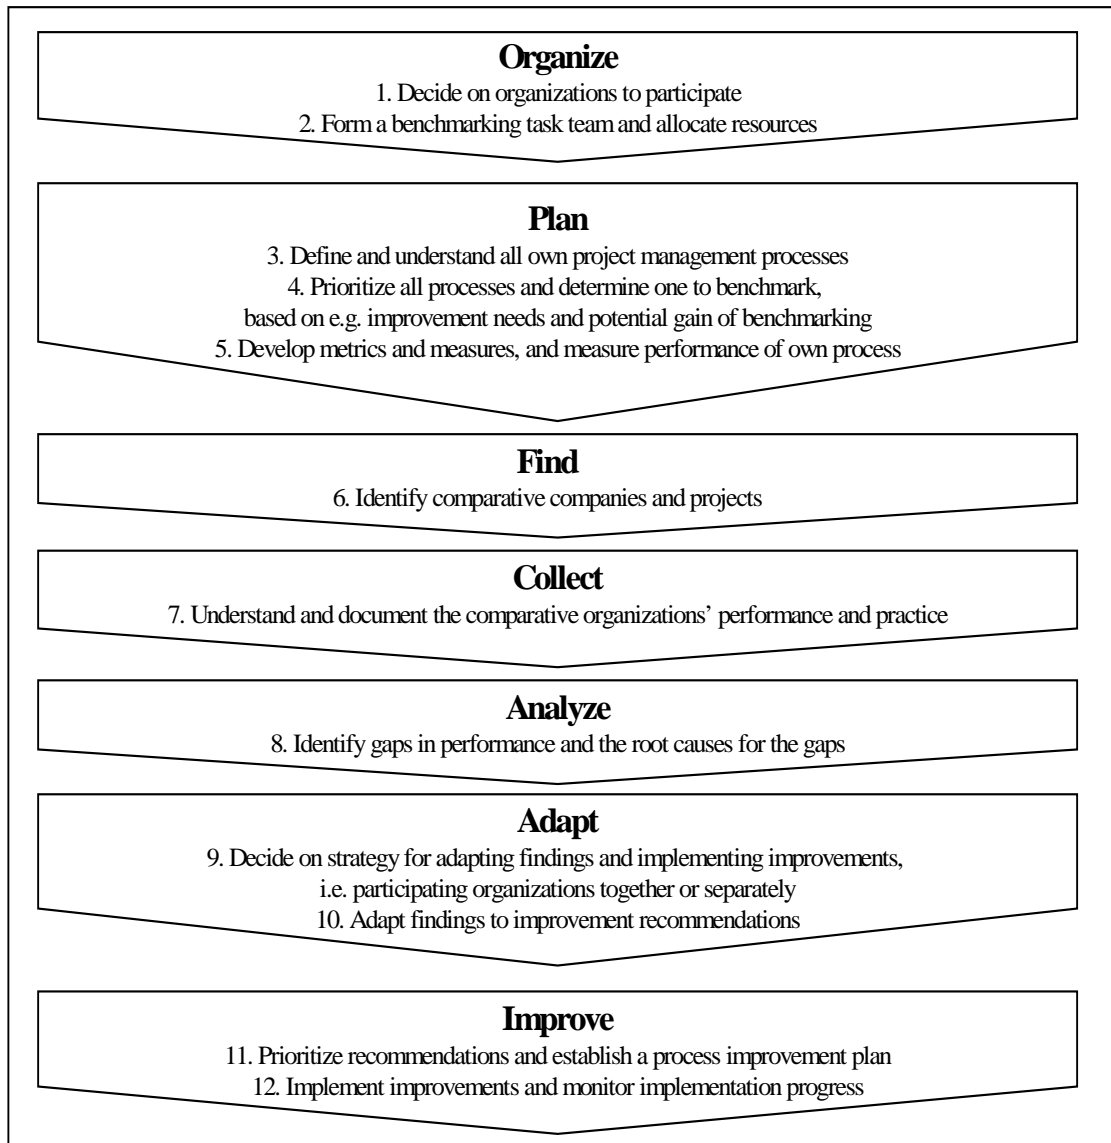 Organize
1. Decide on organizations to participate
2. Form a benchmarking task team and allocate resources
Plan
3. Define and understand all own project management processes
4. Prioritize all processes and determine one to benchmark,
based on e.g. improvement needs and potential gain of benchmarking
5. Develop metrics and measures, and measure performance of own process
Find
6. Identify comparative companies and projects
Collect
7. Understand and document the comparative organizations’ performance and practice
Analyze
8. Identify gaps in performance and the root causes for the gaps
Adapt
9. Decide on strategy for adapting findings and implementing improvements,
i.e. participating organizations together or separately
10. Adapt findings to improvement recommendations
Improve
11. Prioritize recommendations and establish a process improvement plan
12. Implement improvements and monitor implementation progress